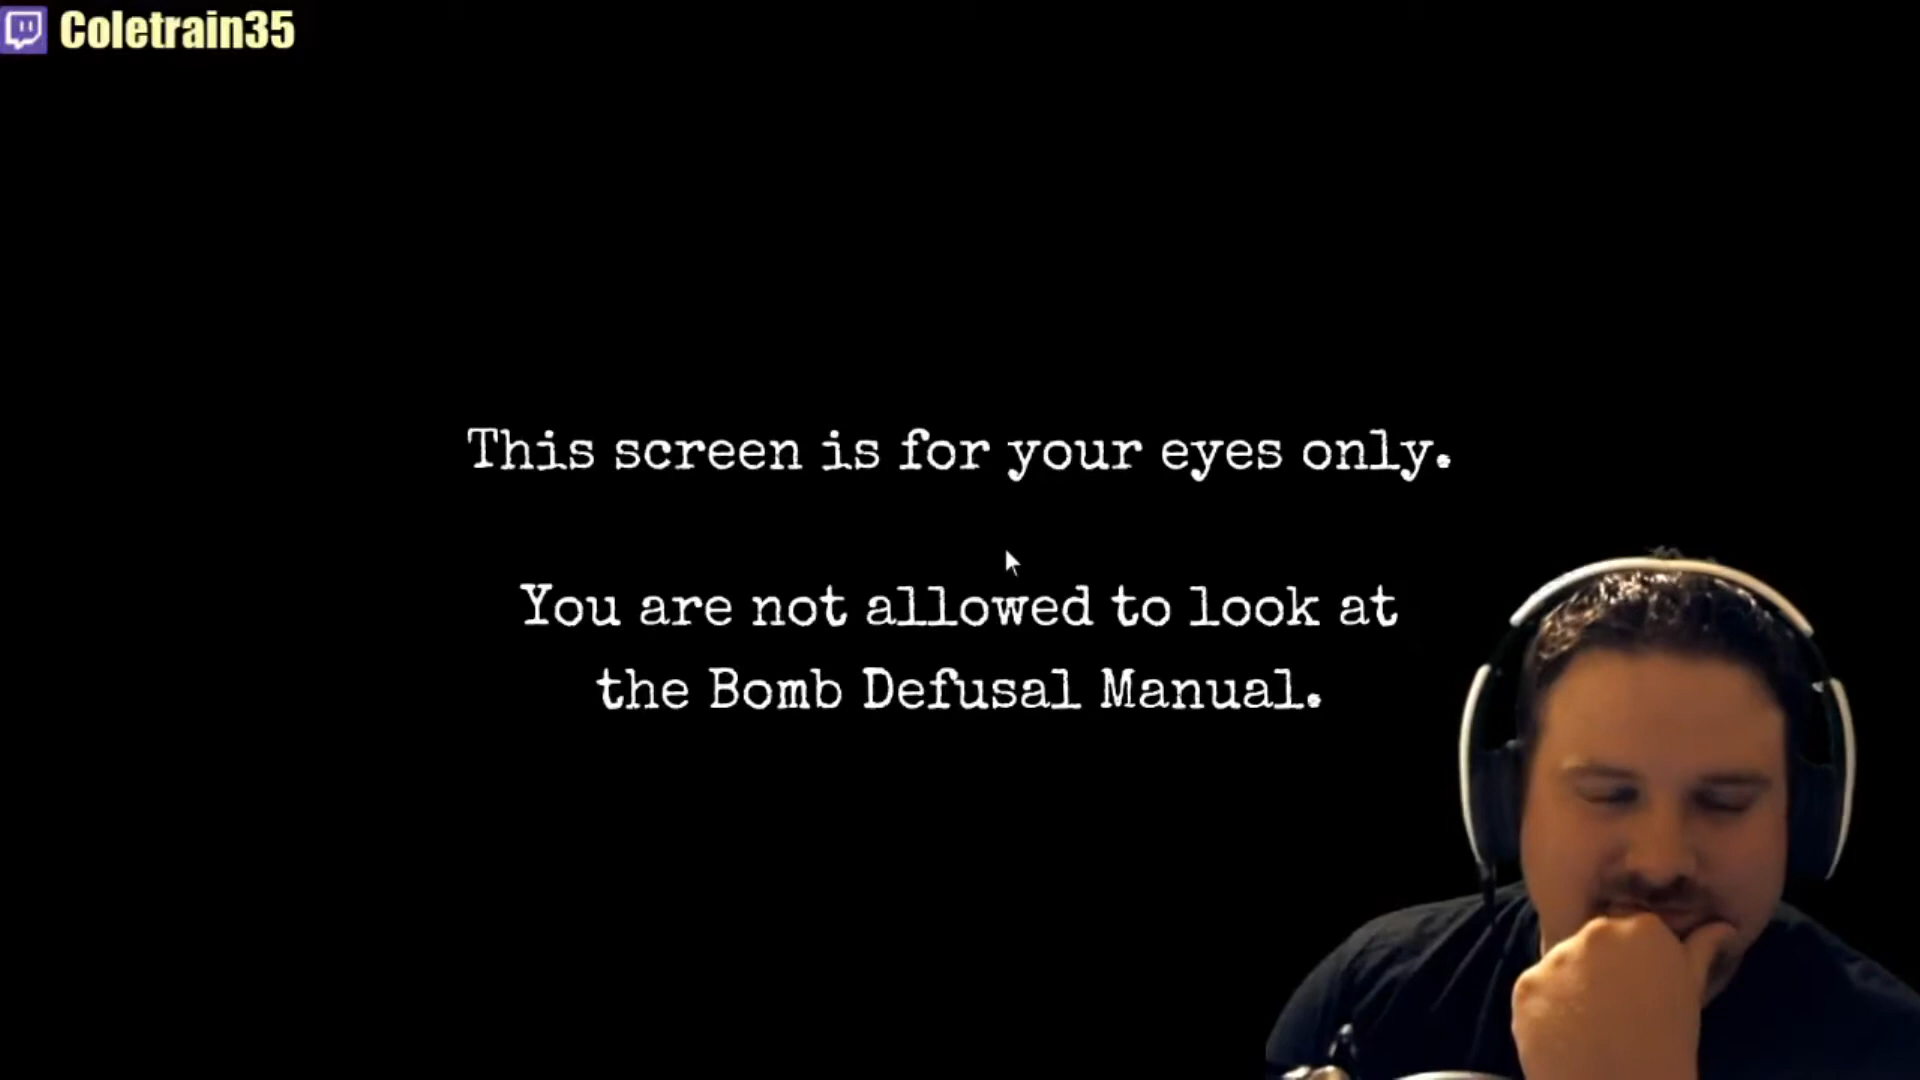 Coletrain35
This screen is for your eyes only.
You are not allowed to look at
the Bomb Defusal Manual.